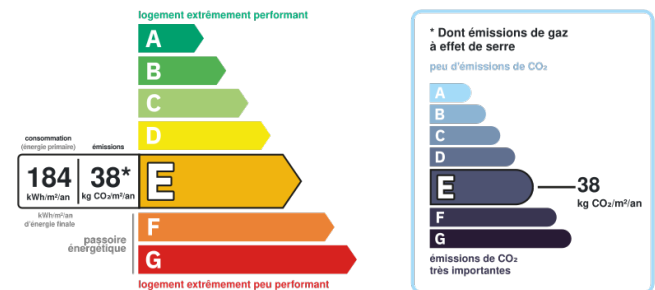 logement extrêmement performant
A
B
C
D
consommation
(énergie primaire)
émissions
184
kWh/m²/an
38*
kg CO₂/m²/an
E
kWh/m²/an
d'énergie finale
passoire
énergétique
F
G
logement extrêmement peu performant
* Dont émissions de gaz
à effet de serre
peu d'émissions de CO₂
A
B
C
D
E
38
kg CO₂/m²/an
F
G
émissions de CO₂
très importantes